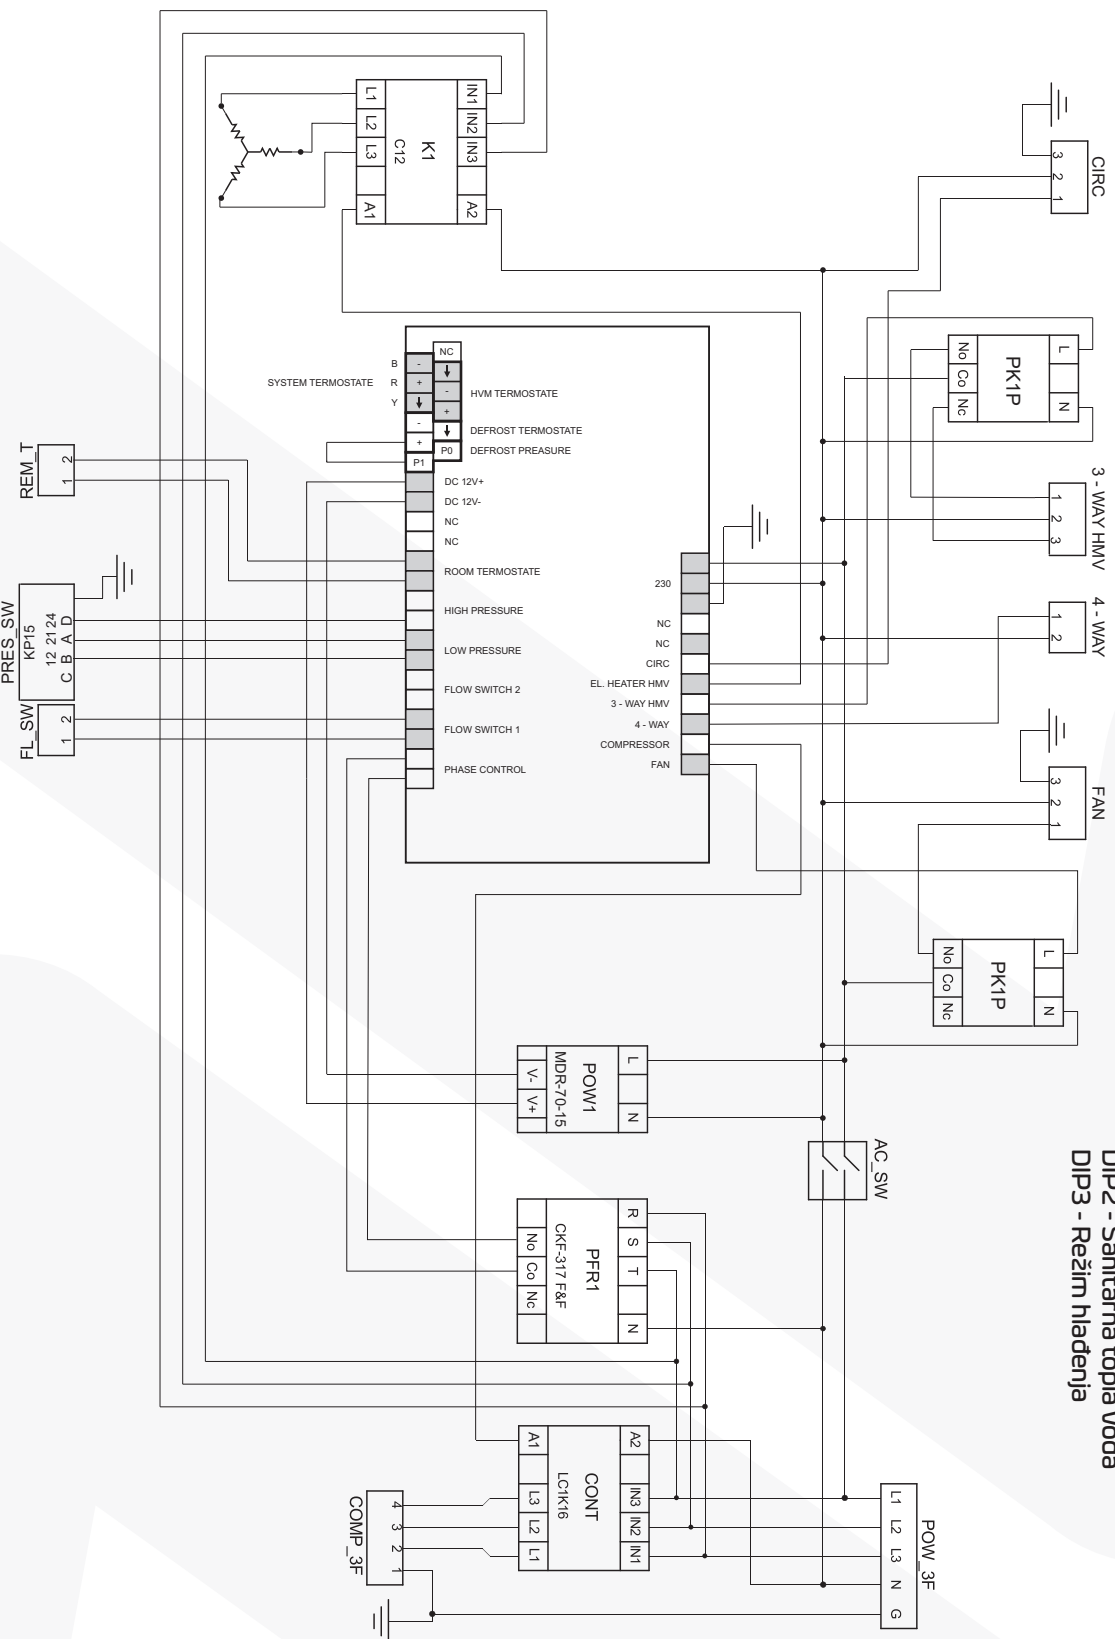 CIRC
3
2
1
IN1
IN2
IN3
A2
K1
C12
L1
L2
L3
A1
L
N
PK1P
No
Co
Nc
3 - WAY HMV
1
2
3
4 - WAY
1
2
FAN
3
2
1
L
N
PK1P
No
Co
Nc
NC
B
-
R
+
Y
-
+
P1
-
+
P0
SYSTEM TERMOSTATE
HVM TERMOSTATE
DEFROST TERMOSTATE
DEFROST PREASURE
DC 12V+
DC 12V-
NC
NC
ROOM TERMOSTATE
HIGH PRESSURE
LOW PRESSURE
FLOW SWITCH 2
FLOW SWITCH 1
PHASE CONTROL
230
NC
NC
CIRC
EL. HEATER HMV
3 - WAY HMV
4 - WAY
COMPRESSOR
FAN
REM_T
2
1
PRES_SW
KP15
12 21 24
C B A D
FL_SW
2
1
L
N
POW1
MDR-70-15
V-
V+
AC_SW
R
S
T
N
PFR1
CKF-317 F&F
No
Co
Nc
A2
IN3
IN2
IN1
CONT
LC1K16
A1
L3
L2
L1
COMP_3F
4
3
2
1
POW_3F
L1
L2
L3
N
G
DIP2 - Sanitarna topla voda
DIP3 - Režim hlađenja